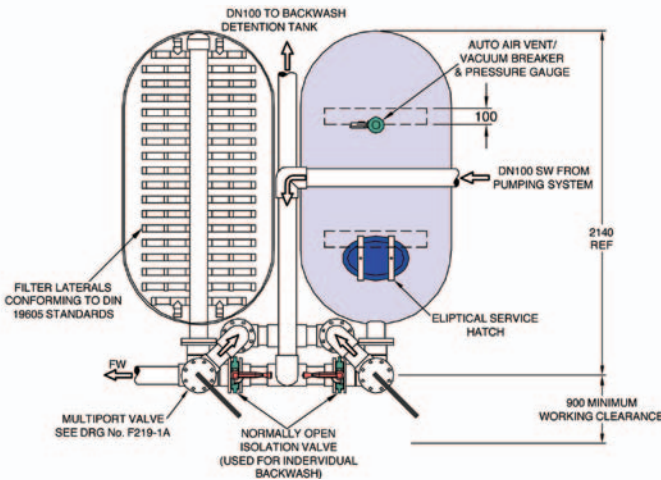 DN100 TO BACKWASH
DETENTION TANK
AUTO AIR VENT/
VACUUM BREAKER
& PRESSURE GAUGE
100
DN100 SW FROM
PUMPING SYSTEM
2140
REF
FILTER LATERALS
CONFORMING TO DIN
19605 STANDARDS
ELIPTICAL SERVICE
HATCH
FW
900 MINIMUM
WORKING CLEARANCE
MULTIPORT VALVE
SEE DRG No. F219-1A
NORMALLY OPEN
ISOLATION VALVE
(USED FOR INDERVIDUAL
BACKWASH)